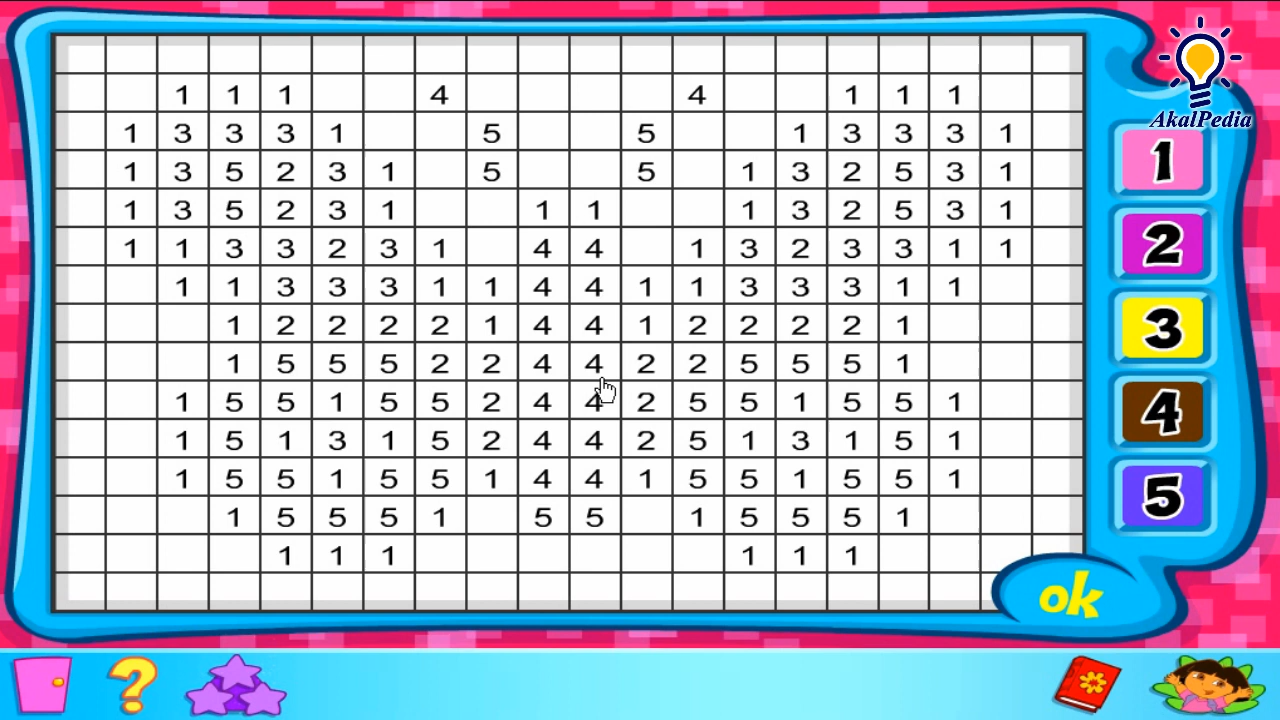 1 1 1 4 4 1 1 1
1 3 3 3 1 5 5 1 3 3 3 1
1 3 5 2 3 1 5 5 1 3 2 5 3 1
1 3 5 2 3 1 1 1 1 3 2 5 3 1
1 1 3 3 2 3 1 4 4 1 3 2 3 3 1 1
1 1 3 3 3 1 1 4 4 1 1 3 3 3 1 1
1 2 2 2 2 1 4 4 1 2 2 2 2 1
1 5 5 5 2 2 4 4 2 2 5 5 5 1
1 5 5 1 5 5 2 4 4 2 5 5 1 5 5 1
1 5 1 3 1 5 2 4 4 2 5 1 3 1 5 1
1 5 5 1 5 5 1 4 4 1 5 5 1 5 5 1
1 5 5 5 1 5 5 1 5 5 5 1
1 1 1 1 1 1
AkalPedia
1
2
3
4
5
ok
?